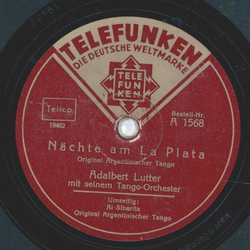 TELEFUNKEN
DIE DEUTSCHE WELTMARKE
TELE
FUN
KEN
Telico
19462
Bestell-Nr.
A 1568
Nächte am La Plata
Original Argentinischer Tango
Adalbert Lutter
mit seinem Tango-Orchester
Umseitig:
Al Sibarita
Original Argentinischer Tango